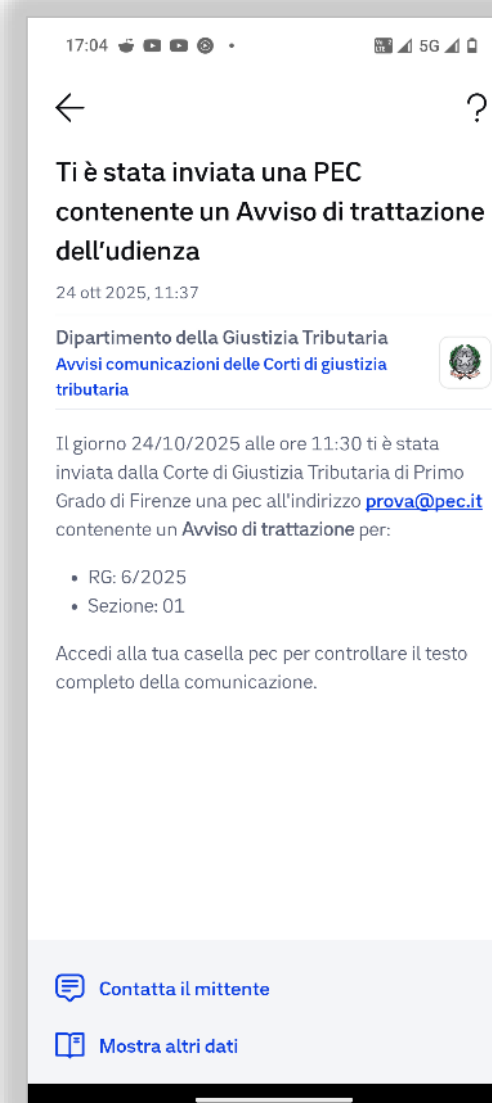 17:04
5G
?
Ti è stata inviata una PEC
contenente un Avviso di trattazione
dell'udienza
24 ott 2025, 11:37
Dipartimento della Giustizia Tributaria
Avvisi comunicazioni delle Corti di giustizia
tributaria
Il giorno 24/10/2025 alle ore 11:30 ti è stata
inviata dalla Corte di Giustizia Tributaria di Primo
Grado di Firenze una pec all'indirizzo prova@pec.it
contenente un Avviso di trattazione per:
• RG: 6/2025
• Sezione: 01
Accedi alla tua casella pec per controllare il testo
completo della comunicazione.
Contatta il mittente
Mostra altri dati